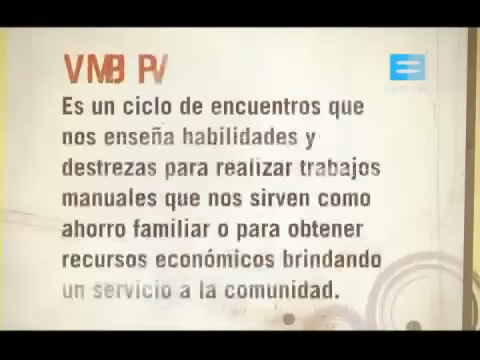 VMB PV
Es un ciclo de encuentros que
nos enseña habilidades y
destrezas para realizar trabajos
manuales que nos sirven como
ahorro familiar o para obtener
recursos económicos brindando
un servicio a la comunidad.